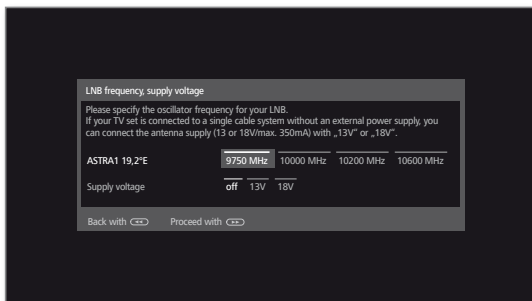 LNB frequency, supply voltage
Please specify the oscillator frequency for your LNB.
If your TV set is connected to a single cable system without an external power supply, you
can connect the antenna supply (13 or 18V/max. 350mA) with „13V“ or „18V“.
ASTRA1 19,2°E 9750 MHz 10000 MHz 10200 MHz 10600 MHz
Supply voltage off 13V 18V
Back with Proceed with